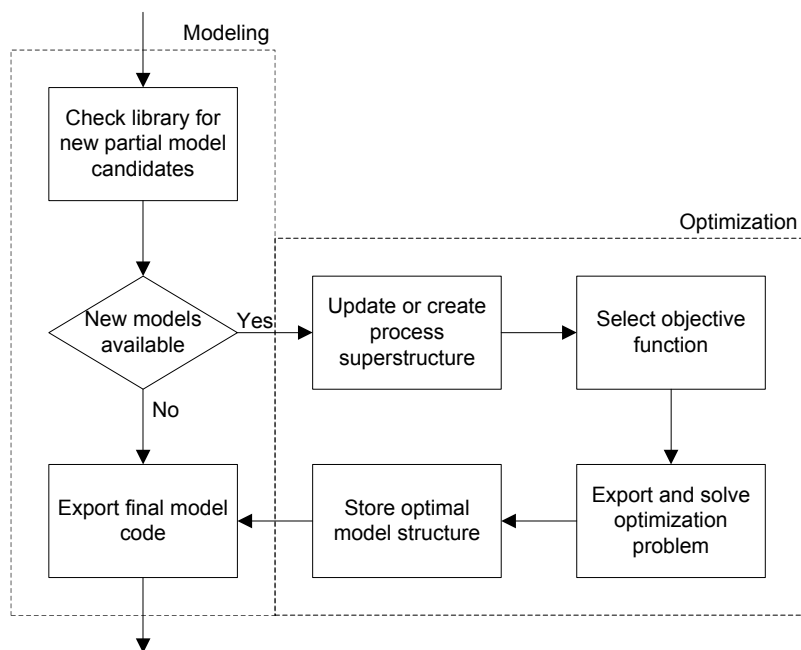 Modeling
Check library for
new partial model
candidates
Optimization
New models
available
Yes
Update or create
process
superstructure
Select objective
function
No
Export final model
code
Store optimal
model structure
Export and solve
optimization
problem